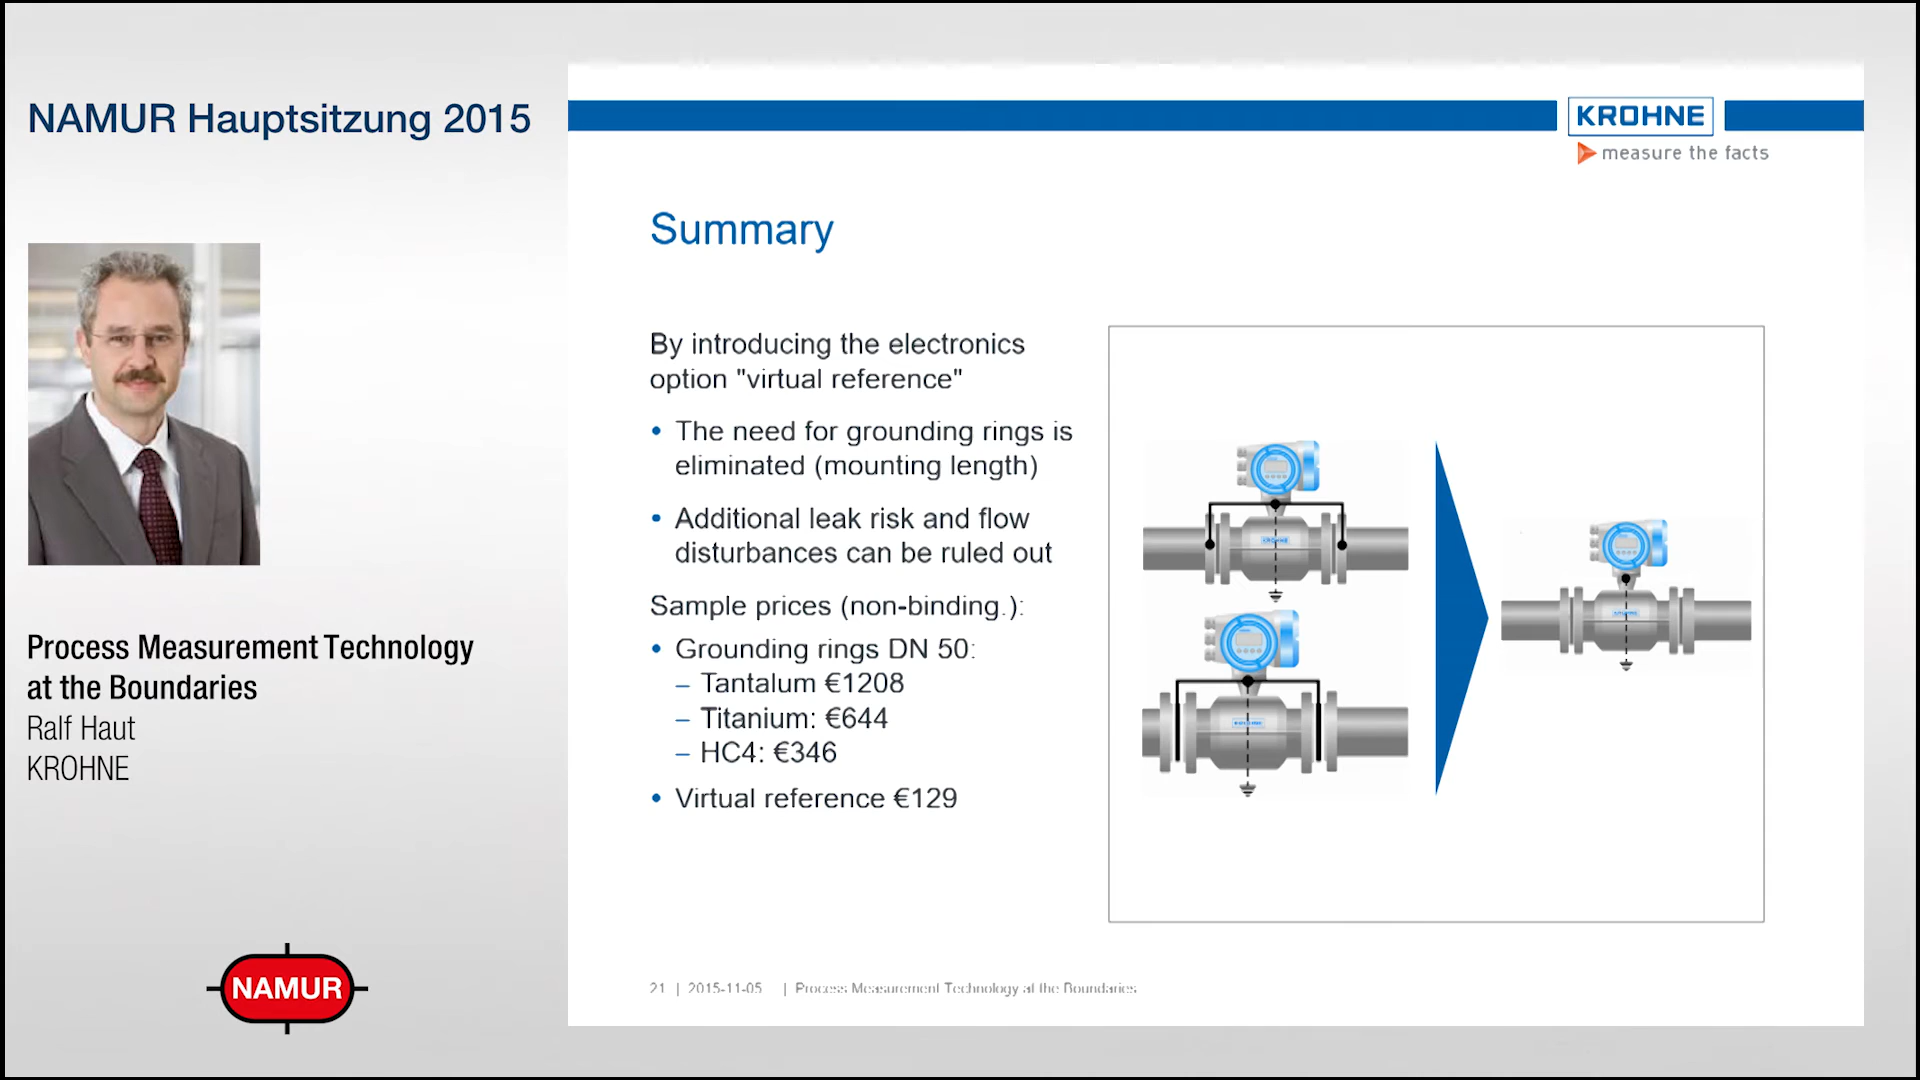 NAMUR Hauptsitzung 2015
KROHNE
measure the facts
Summary
By introducing the electronics
option "virtual reference"
• The need for grounding rings is
eliminated (mounting length)
• Additional leak risk and flow
disturbances can be ruled out
Sample prices (non-binding.):
• Grounding rings DN 50:
– Tantalum €1208
– Titanium: €644
– HC4: €346
• Virtual reference €129
KROHNE
KROHNE
KROHNE
Process Measurement Technology
at the Boundaries
Ralf Haut
KROHNE
NAMUR
21 | 2015-11-05 | Process Measurement Technology at the Boundaries